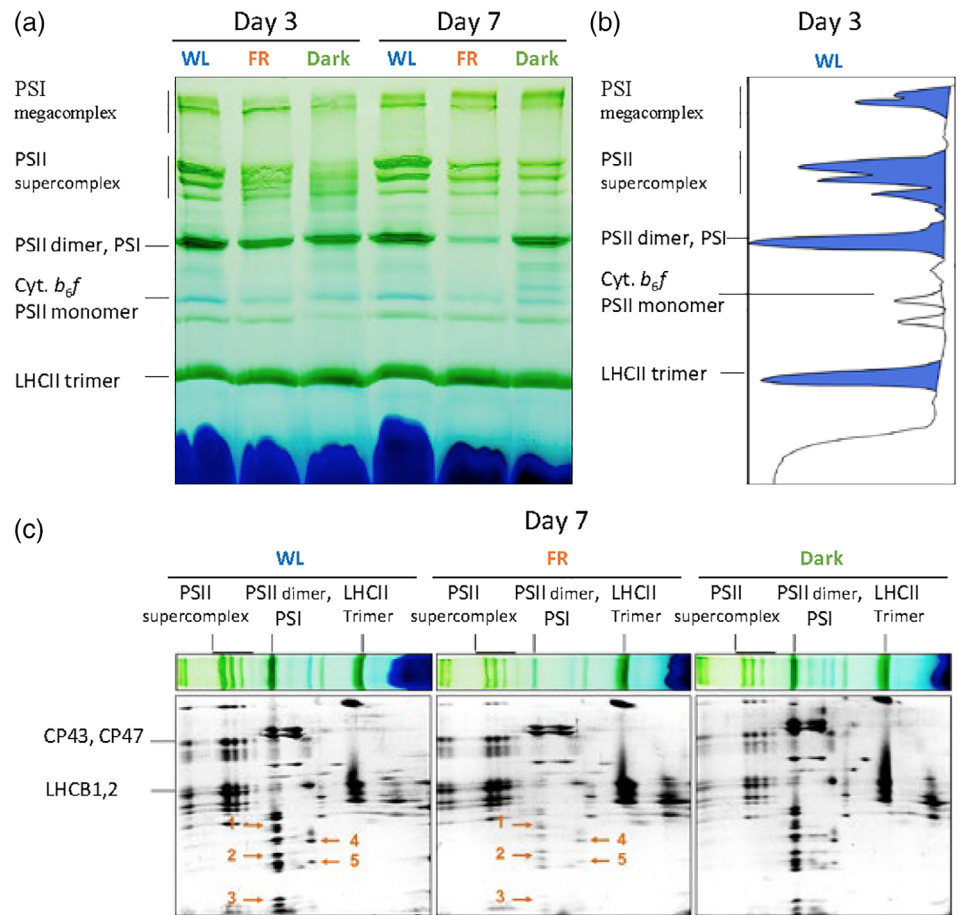 (a)
Day 3
Day 7
WL
FR
Dark
WL
FR
Dark
PSI
megacomplex
PSII
supercomplex
PSII dimer, PSI
Cyt. b6f
PSII monomer
LHCII trimer
(b)
Day 3
WL
PSI
megacomplex
PSII
supercomplex
PSII dimer, PSI
Cyt. b6f
PSII monomer
LHCII trimer
(c)
Day 7
WL
FR
Dark
PSII
supercomplex
PSII dimer,
PSI
LHCII
Trimer
PSII
supercomplex
PSII dimer,
PSI
LHCII
Trimer
PSII
supercomplex
PSII dimer,
PSI
LHCII
Trimer
CP43, CP47
LHCB1,2
1
2
3
4
5
1
2
3
4
5